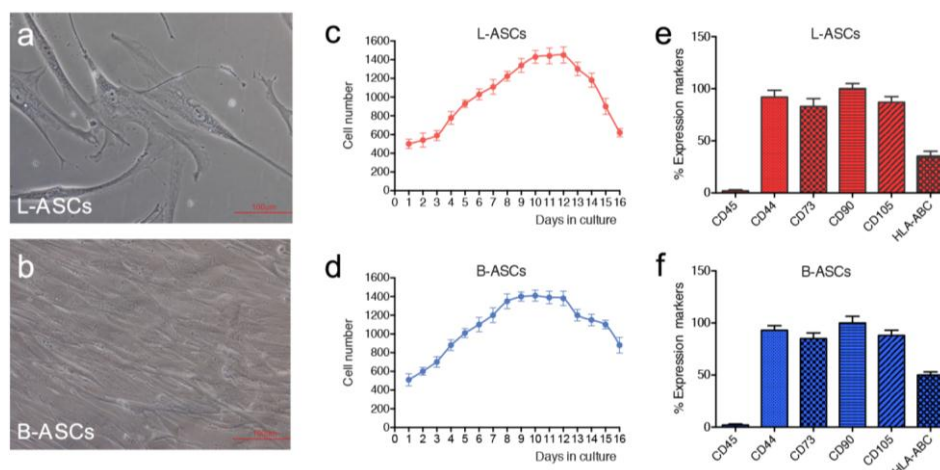 a
L-ASCs
100µm
b
B-ASCs
c
L-ASCs
Cell number
1600
1400
1200
1000
800
600
400
200
0
0 1 2 3 4 5 6 7 8 9 10 11 12 13 14 15 16
Days in culture
d
B-ASCs
Cell number
1600
1400
1200
1000
800
600
400
200
0
0 1 2 3 4 5 6 7 8 9 10 11 12 13 14 15 16
Days in culture
e
L-ASCs
% Expression markers
150
100
50
0
CD45
CD44
CD73
CD90
CD105
HLA-ABC
f
B-ASCs
% Expression markers
150
100
50
0
CD45
CD44
CD73
CD90
CD105
HLA-ABC